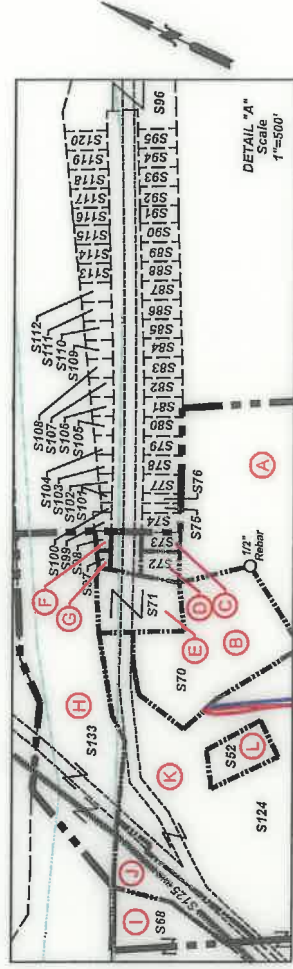 S96
S120
S119
S118
S117
S116
S115
S114
S113
S112
S111
S110
S109
S108
S107
S106
S105
S104
S103
S102
S101
S100
S99
S98
S95
S94
S93
S92
S91
S90
S89
S88
S87
S86
S85
S84
S83
S82
S81
S80
S79
S78
S77
S76
S75
S74
S73
S72
S71
S70
S133
S125
S68
S52
S124
DETAIL "A"
Scale
1"=500'
1/2"
Rebar
A
B
C
D
E
F
G
H
I
J
K
L
N
Z
Z